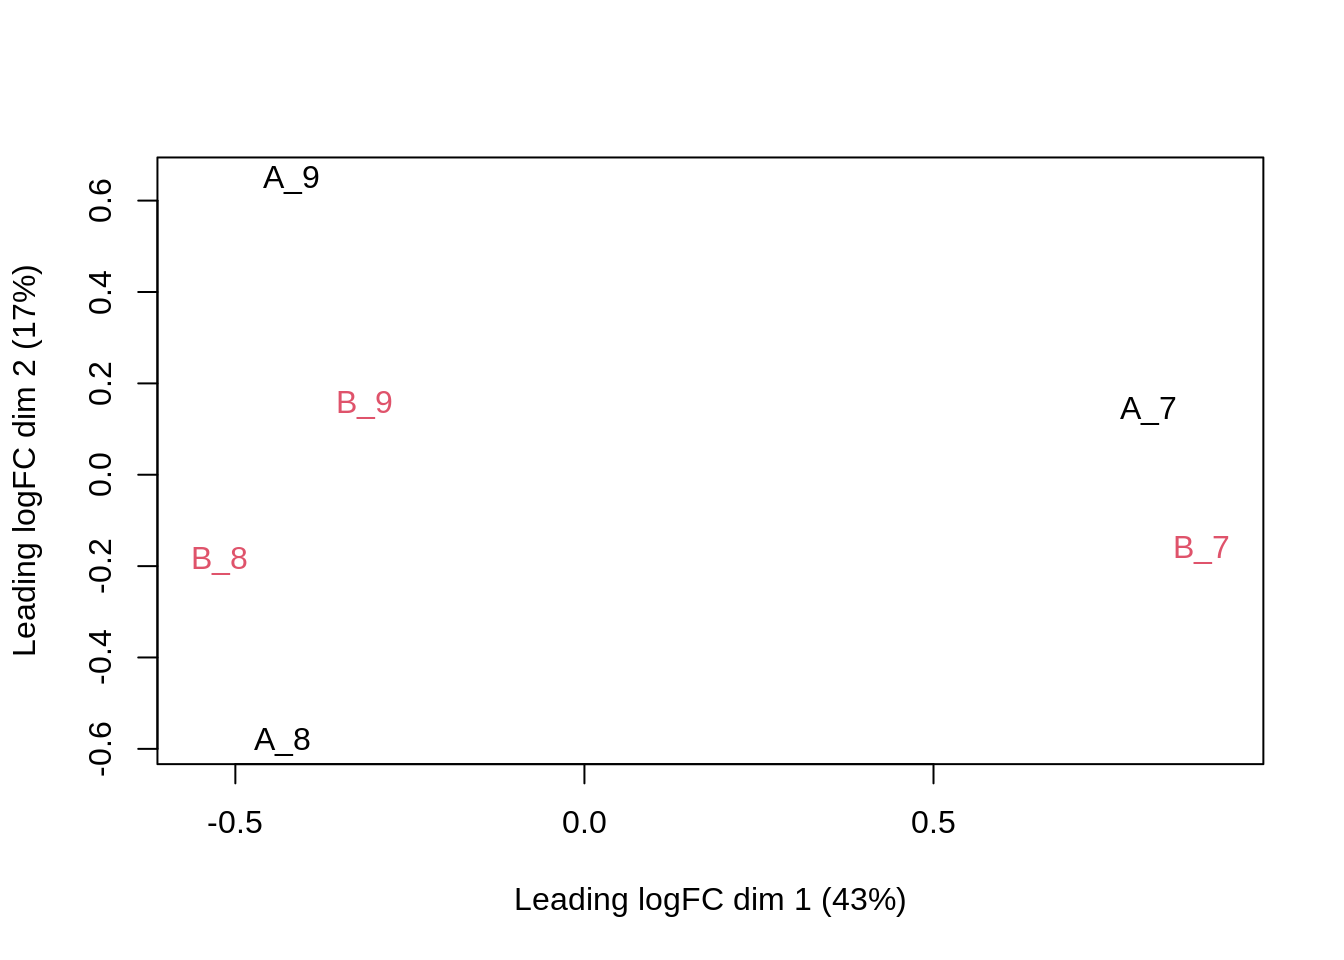 A_9
0.6
0.4
0.2
B_9
A_7
0.0
-0.2
B_8
B_7
-0.4
-0.6
A_8
Leading logFC dim 2 (17%)
-0.5 0.0 0.5
Leading logFC dim 1 (43%)